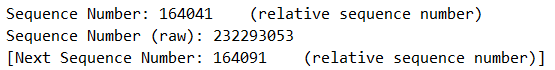 Sequence Number: 164041    (relative sequence number)
Sequence Number (raw): 232293053
[Next Sequence Number: 164091    (relative sequence number)]